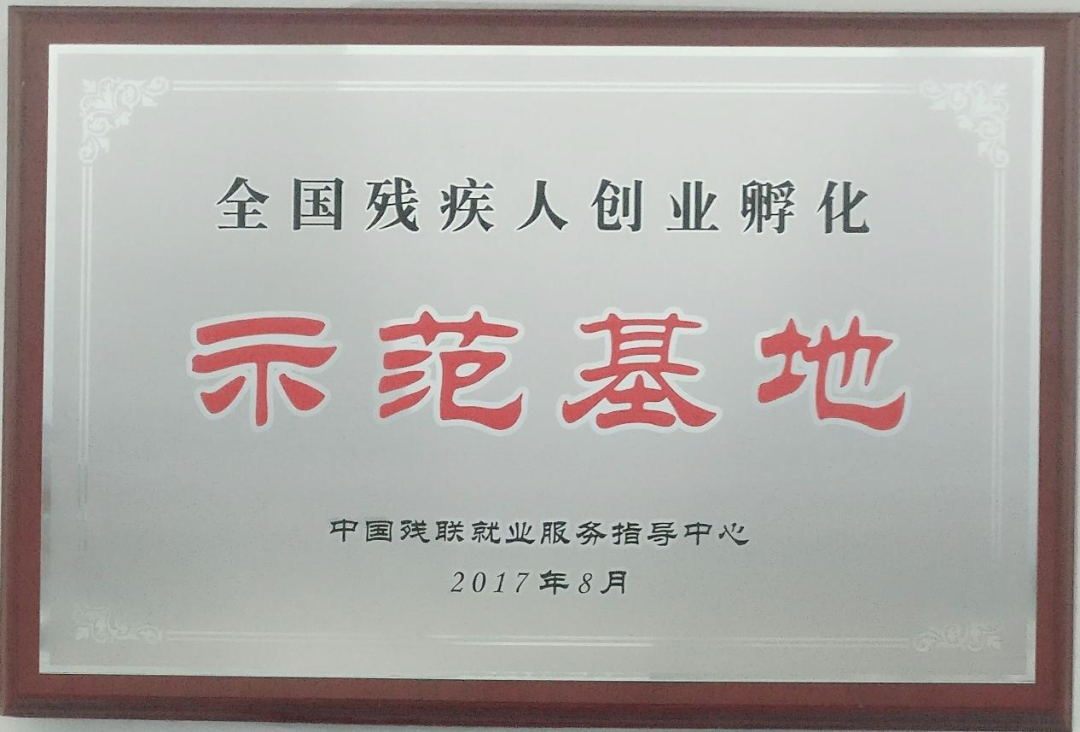 全国残疾人创业孵化
示范基地
中国残联就业服务指导中心
2017年8月